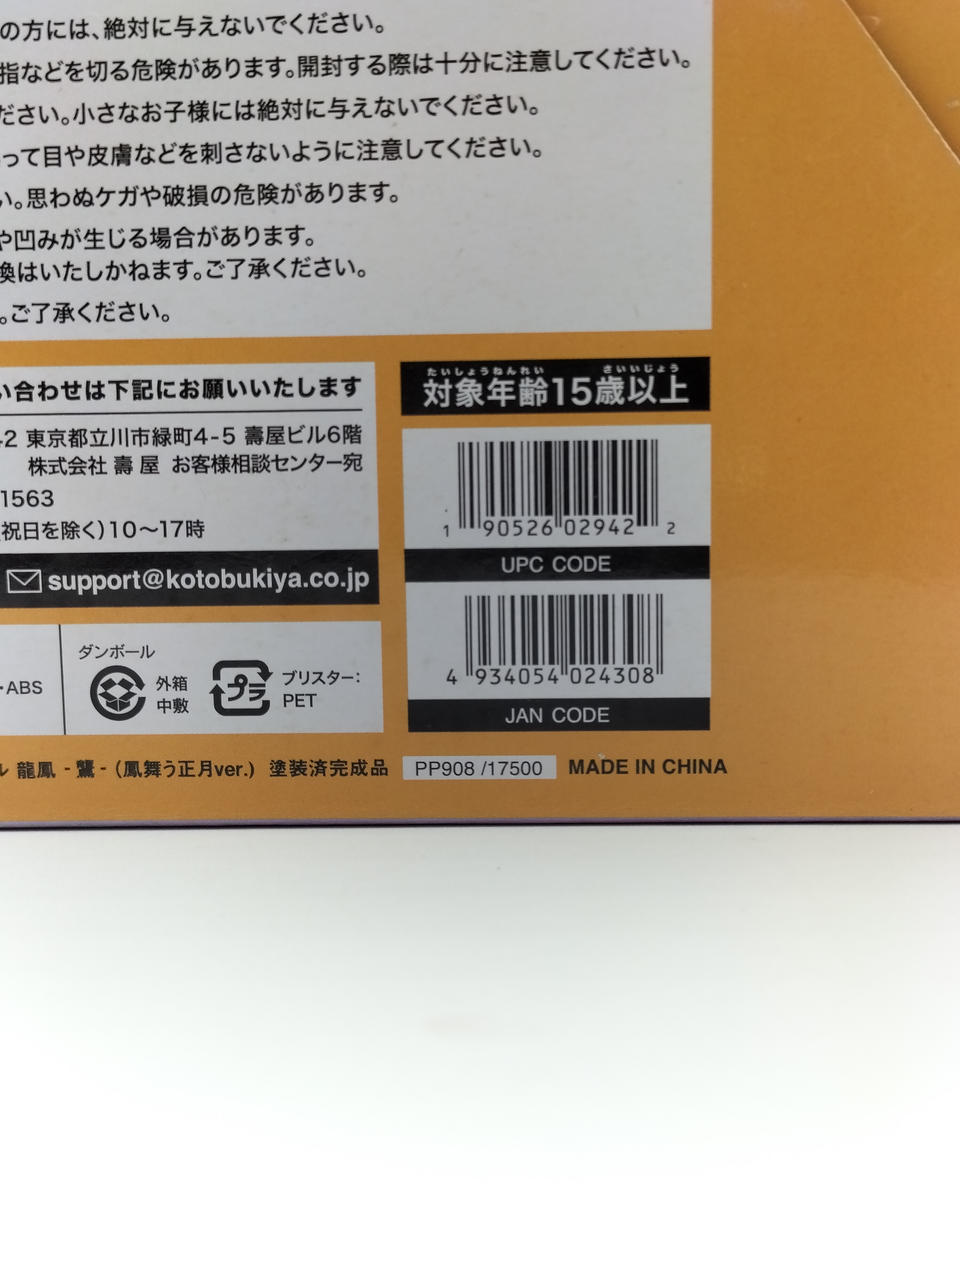 の方には、絶対に与えないでください。
指などを切る危険があります。開封する際は十分に注意してください。
ださい。小さなお子様には絶対に与えないでください。
って目や皮膚などを刺さないように注意してください。
い。思わぬケガや破損の危険があります。
や凹みが生じる場合があります。
換はいたしかねます。ご了承ください。
。ご了承ください。
い合わせは下記にお願いいたします
42 東京都立川市緑町4-5 壽屋ビル6階
株式会社 壽屋 お客様相談センター宛
1563
(祝日を除く)10〜17時
support@kotobukiya.co.jp
・ABS
ダンボール
外箱
中敷
プラ
ブリスター:
PET
たいしょうねんれい さいいじょう
対象年齢15歳以上
1 90526 02942 2
UPC CODE
4 934054 024308
JAN CODE
ル 龍鳳 - 鸞 - (鳳舞う正月ver.) 塗装済完成品 PP908 /17500 MADE IN CHINA